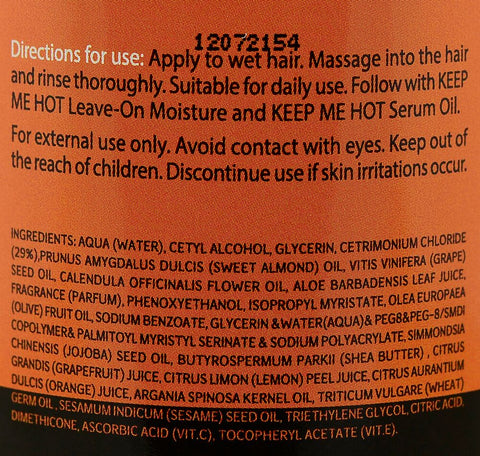 12072154
Directions for use: Apply to wet hair. Massage into the hair
and rinse thoroughly. Suitable for daily use. Follow with KEEP
ME HOT Leave-On Moisture and KEEP ME HOT Serum Oil.
For external use only. Avoid contact with eyes. Keep out of
the reach of children. Discontinue use if skin irritations occur.
INGREDIENTS: AQUA (WATER), CETYL ALCOHOL, GLYCERIN, CETRIMONIUM CHLORIDE
(29%),PRUNUS AMYGDALUS DULCIS (SWEET ALMOND) OIL, VITIS VINIFERA (GRAPE)
SEED OIL, CALENDULA OFFICINALIS FLOWER OIL, ALOE BARBADENSIS LEAF JUICE,
FRAGRANCE (PARFUM), PHENOXYETHANOL, ISOPROPYL MYRISTATE, OLEA EUROPAEA
(OLIVE) FRUIT OIL, SODIUM BENZOATE, GLYCERIN &WATER(AQUA)& PEG8&PEG-8/SMDI
COPOLYMER& PALMITOYL MYRISTYL SERINATE & SODIUM POLYACRYLATE, SIMMONDSIA
CHINENSIS (JOJOBA) SEED OIL, BUTYROSPERMUM PARKII (SHEA BUTTER) , CITRUS
GRANDIS (GRAPEFRUIT) JUICE, CITRUS LIMON (LEMON) PEEL JUICE, CITRUS AURANTIUM
DULCIS (ORANGE) JUICE, ARGANIA SPINOSA KERNEL OIL, TRITICUM VULGARE (WHEAT)
GERM OIL , SESAMUM INDICUM (SESAME) SEED OIL, TRIETHYLENE GLYCOL, CITRIC ACID,
DIMETHICONE, ASCORBIC ACID (VIT.C), TOCOPHERYL ACETATE (VIT.E).